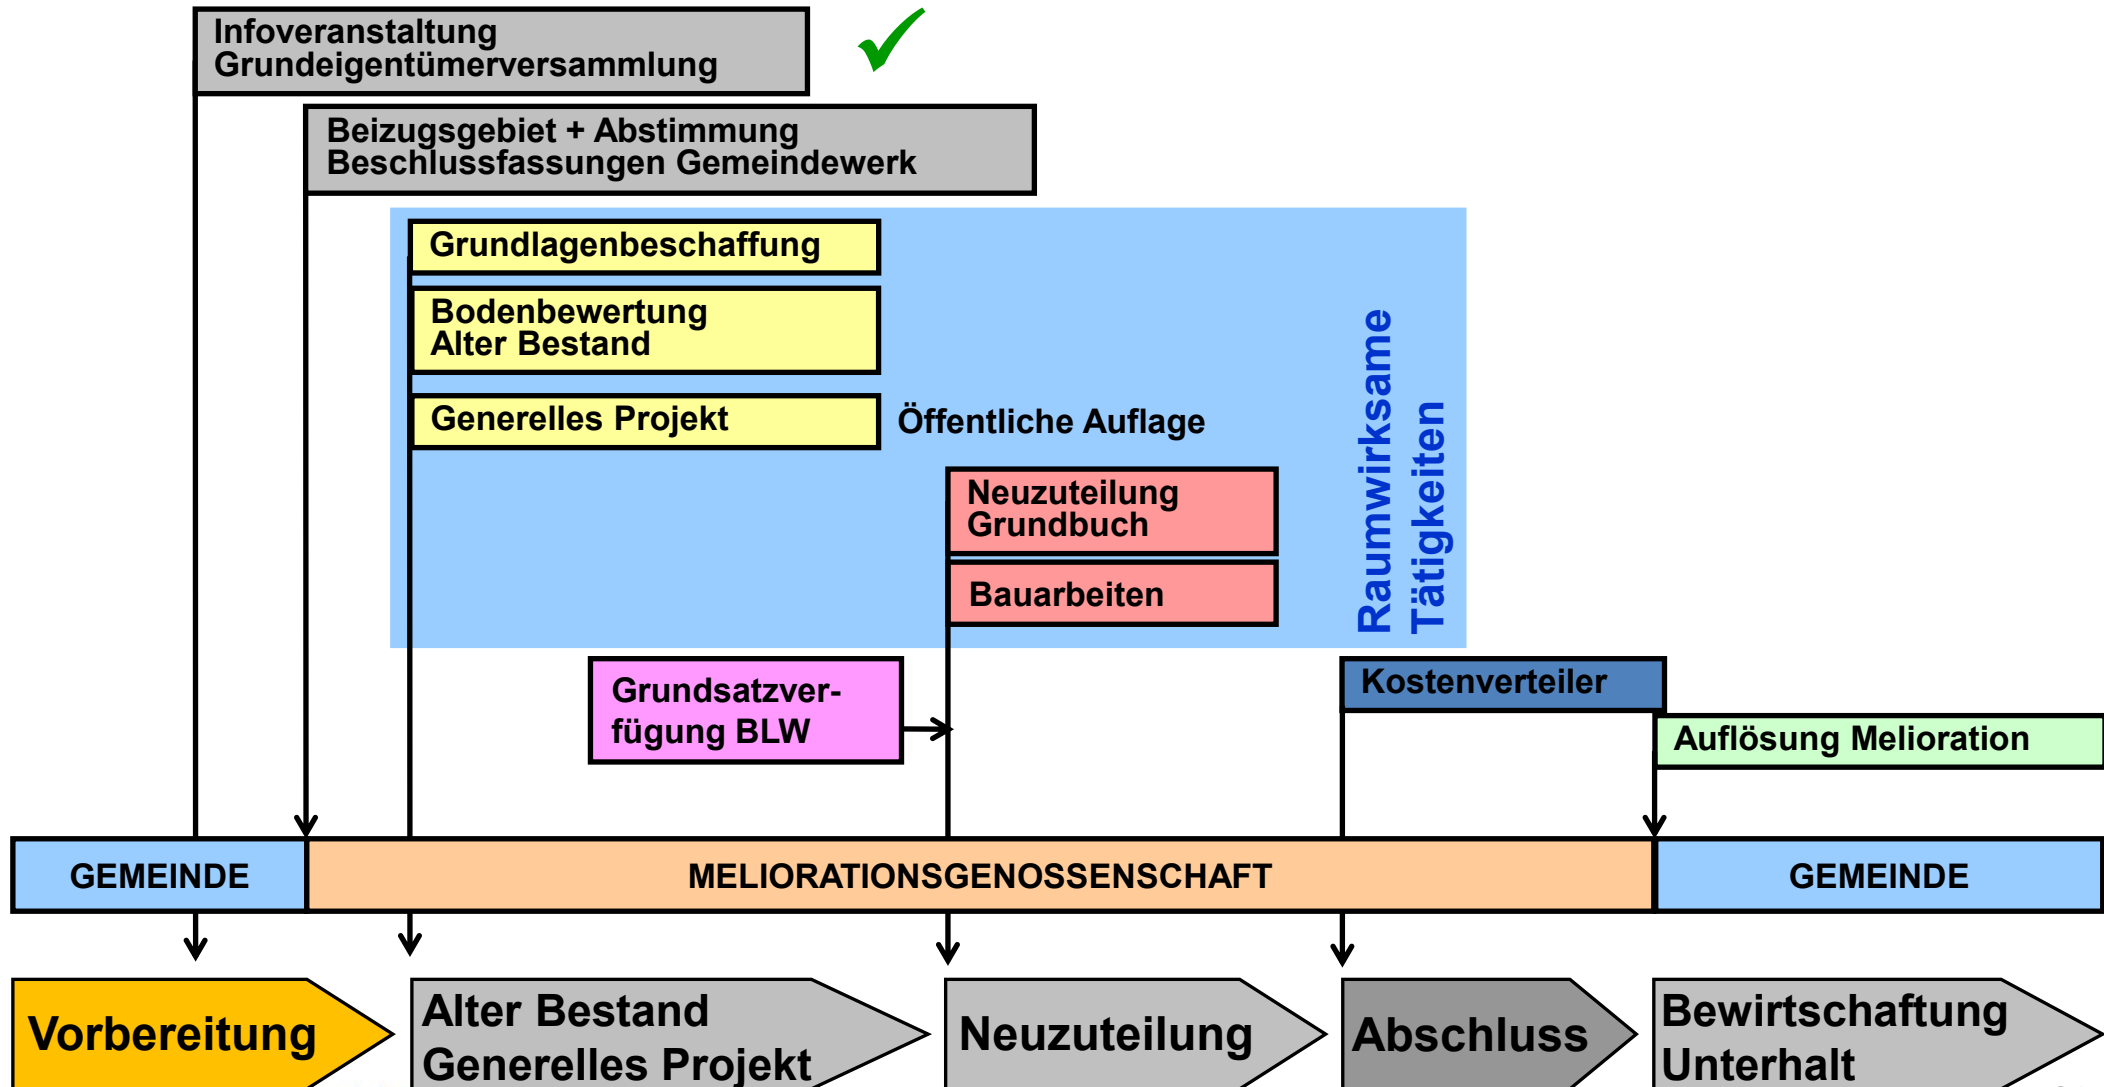 Infoveranstaltung
Grundeigentümerversammlung
Beizugsgebiet + Abstimmung
Beschlussfassungen Gemeindewerk
Grundlagenbeschaffung
Bodenbewertung
Alter Bestand
Generelles Projekt
Öffentliche Auflage
Neuzuteilung
Grundbuch
Bauarbeiten
Raumwirksame
Tätigkeiten
Grundsatzver-
fügung BLW
Kostenverteiler
Auflösung Melioration
GEMEINDE
MELIORATIONSGENOSSENSCHAFT
GEMEINDE
Vorbereitung
Alter Bestand
Generelles Projekt
Neuzuteilung
Abschluss
Bewirtschaftung
Unterhalt